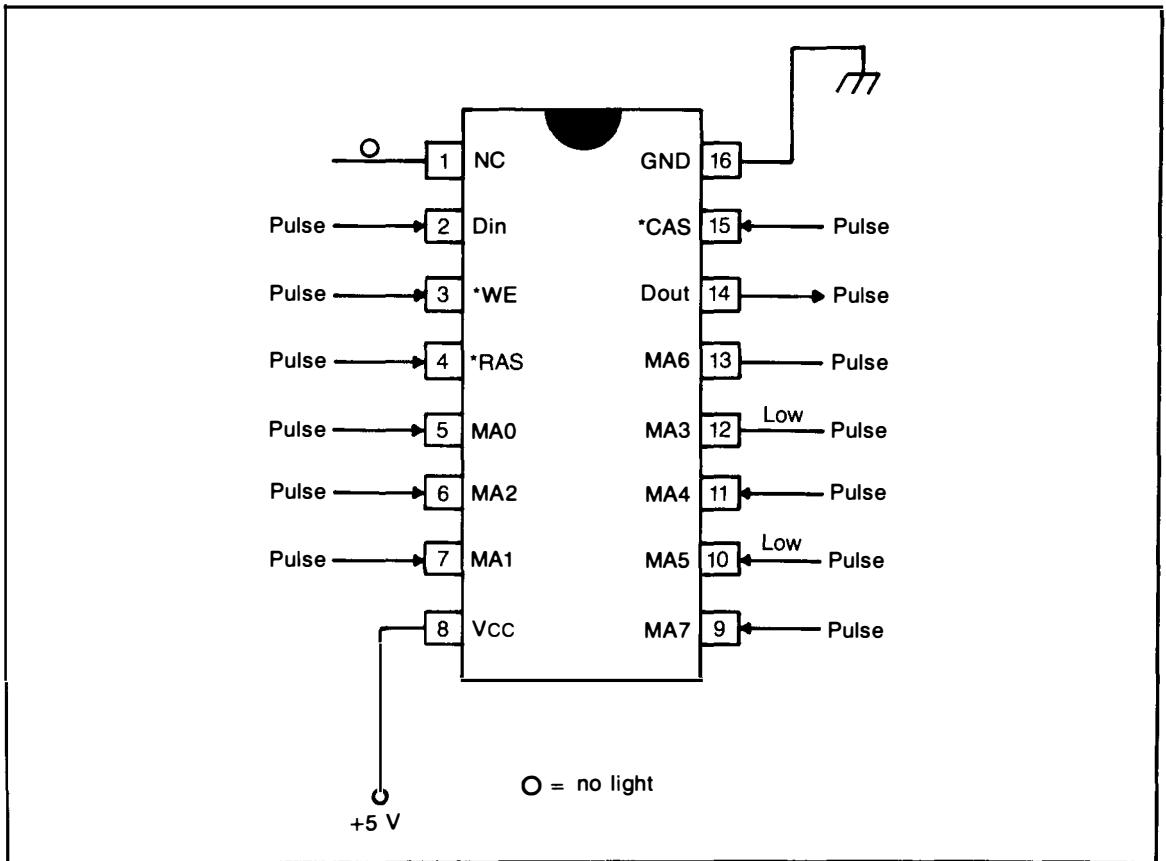 1 NC
GND 16
Pulse 2 Din
*CAS 15 Pulse
Pulse 3 *WE
Dout 14 Pulse
Pulse 4 *RAS
MA6 13 Pulse
Pulse 5 MA0
MA3 12 Low Pulse
Pulse 6 MA2
MA4 11 Pulse
Pulse 7 MA1
MA5 10 Low Pulse
8 VCC
MA7 9 Pulse
O = no light
+5 V